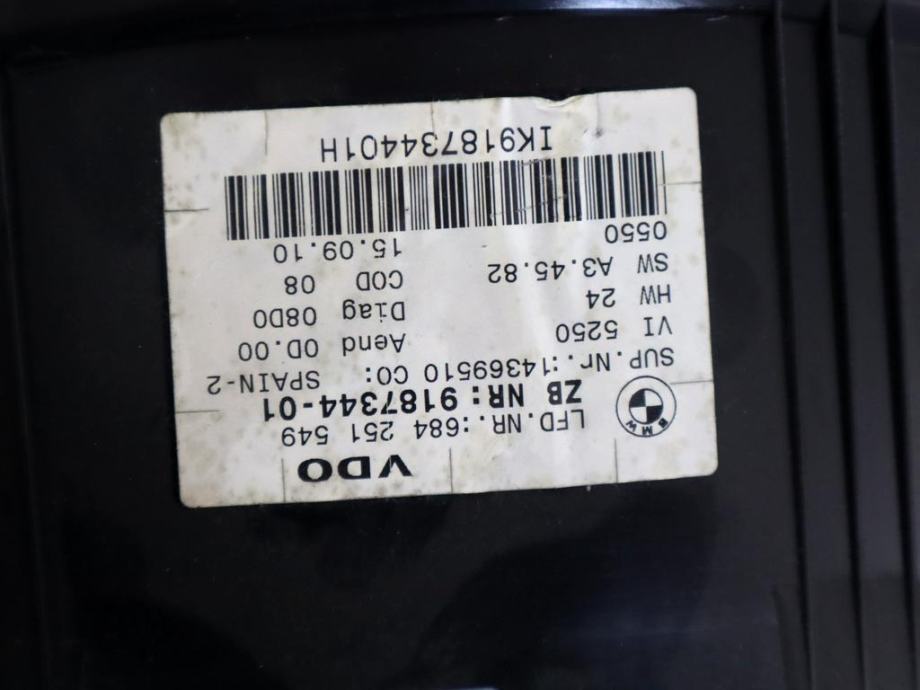 VDO
LFD.NR.:684 251 549
ZB NR:9187344-01
BMW
SUP.Nr.:14369510 CO: SPAIN-2
VI 5250 Aend 0D.00
HW 24 Diag 08D0
SW A3.45.82 COD 08
0550 15.09.10
IK918734401H